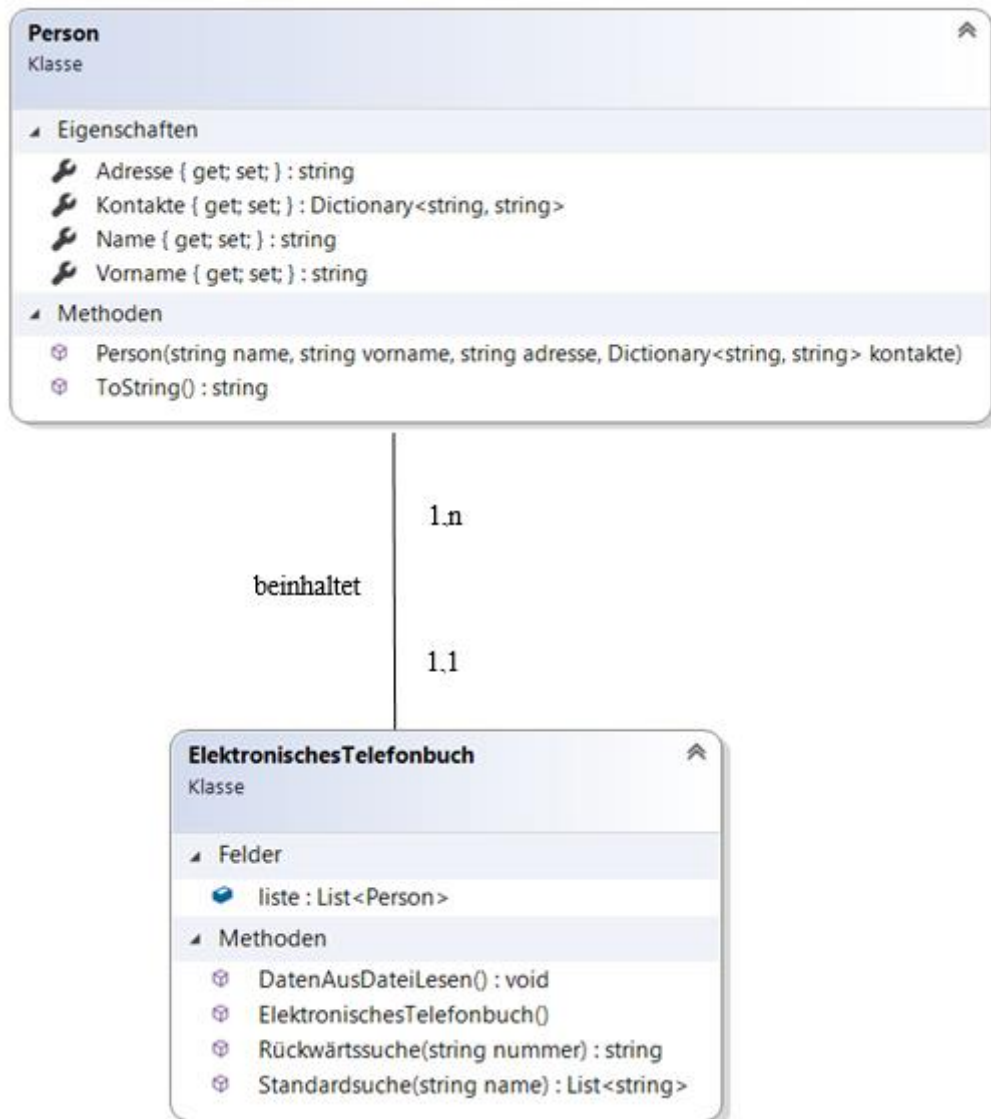 Person
Klasse
Eigenschaften
Adresse { get; set; } : string
Kontakte { get; set; } : Dictionary<string, string>
Name { get; set; } : string
Vorname { get; set; } : string
Methoden
Person(string name, string vorname, string adresse, Dictionary<string, string> kontakte)
ToString() : string
1,n
beinhaltet
1,1
ElektronischesTelefonbuch
Klasse
Felder
liste : List<Person>
Methoden
DatenAusDateiLesen() : void
ElektronischesTelefonbuch()
Rückwärtssuche(string nummer) : string
Standardsuche(string name) : List<string>